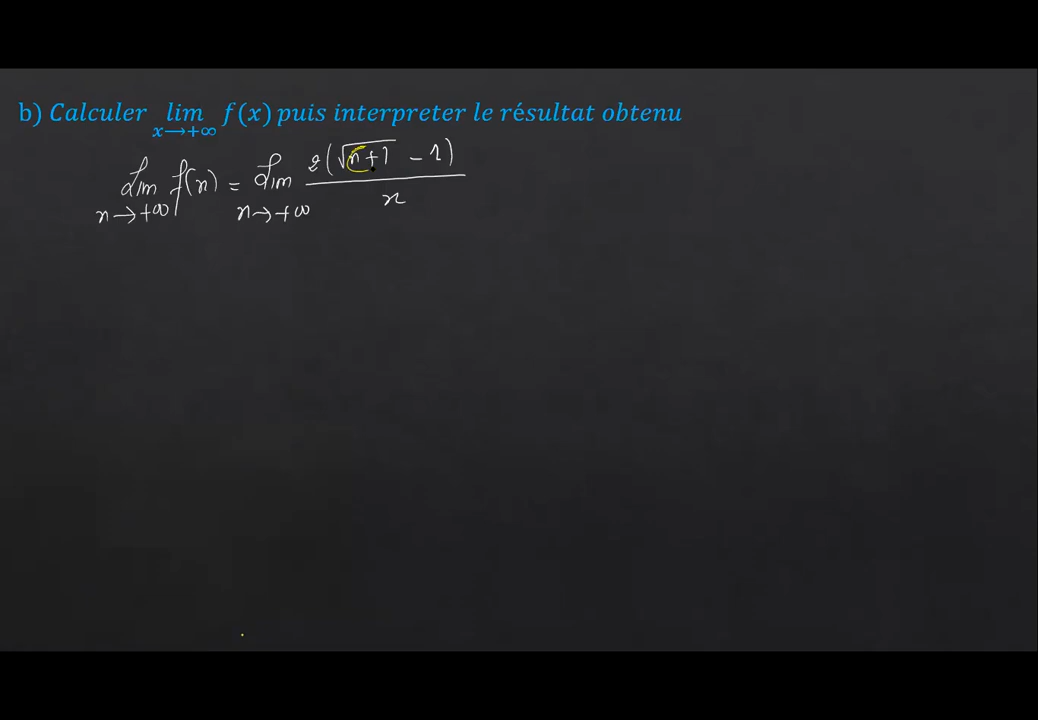 b) Calculer lim x⟶+∞ f(x) puis interpreter le résultat obtenu
lim x→+∞ f(x) = lim x→+∞ 2(√(x+1) - 1) / x